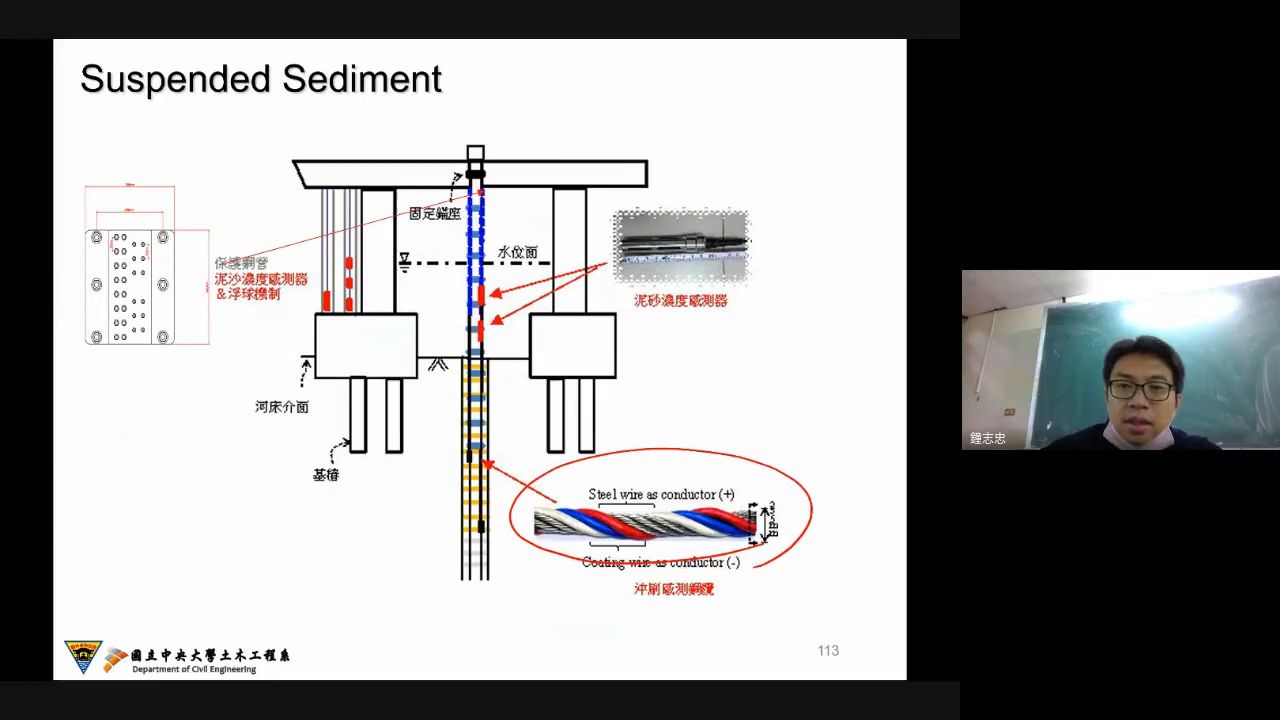 Suspended Sediment
固定錨座
水位面
保護鋼管
泥沙濃度感測器
&浮球機制
泥砂濃度感測器
河床介面
基樁
Steel wire as conductor (+)
Coating wire as conductor (-)
沖刷感測鋼纜
國立中央大學土木工程系
Department of Civil Engineering
113
鐘志忠